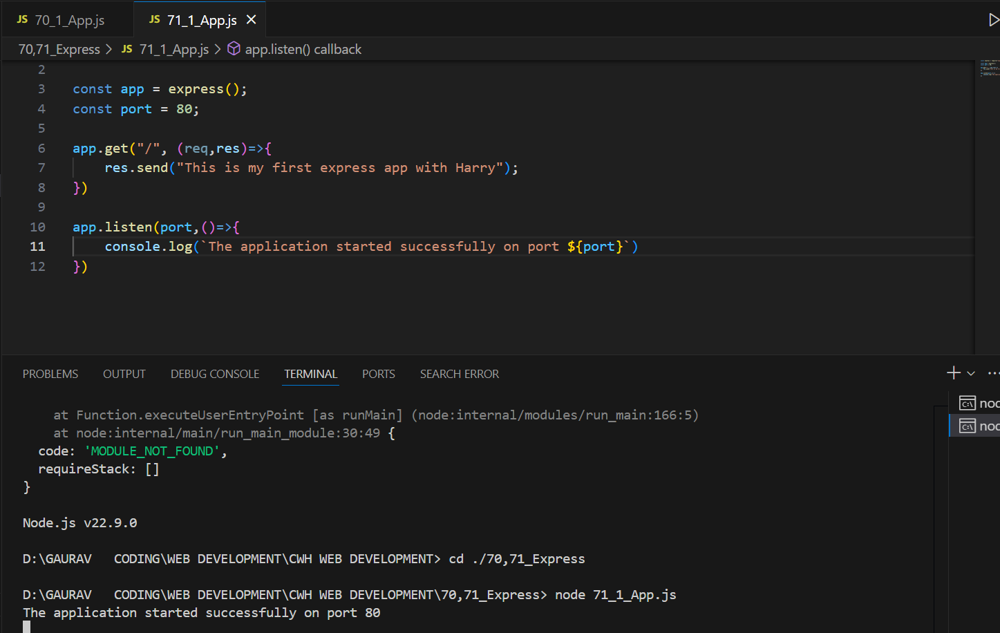 JS 70_1_App.js JS 71_1_App.js
70,71_Express > JS 71_1_App.js > app.listen() callback
2
3 const app = express();
4 const port = 80;
5
6 app.get("/", (req,res)=>{
7 res.send("This is my first express app with Harry");
8 })
9
10 app.listen(port,()=>{
11 console.log(`The application started successfully on port ${port}`)
12 })
PROBLEMS OUTPUT DEBUG CONSOLE TERMINAL PORTS SEARCH ERROR
at Function.executeUserEntryPoint [as runMain] (node:internal/modules/run_main:166:5)
at node:internal/main/run_main_module:30:49 {
code: 'MODULE_NOT_FOUND',
requireStack: []
}
Node.js v22.9.0
D:\GAURAV   CODING\WEB DEVELOPMENT\CWH WEB DEVELOPMENT> cd ./70,71_Express
D:\GAURAV   CODING\WEB DEVELOPMENT\CWH WEB DEVELOPMENT\70,71_Express> node 71_1_App.js
The application started successfully on port 80